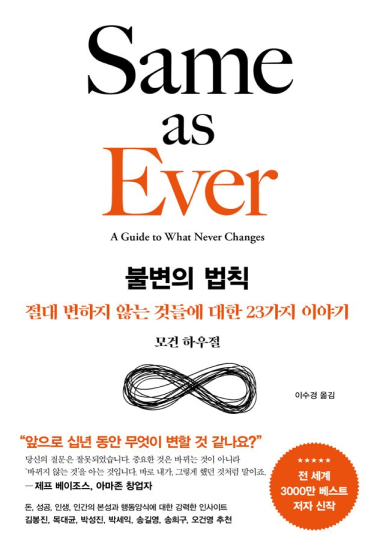 Same
as
Ever
A Guide to What Never Changes
불변의 법칙
절대 변하지 않는 것들에 대한 23가지 이야기
모건 하우절
이수경 옮김
“앞으로 십년 동안 무엇이 변할 것 같나요?”
당신의 질문은 잘못되었습니다. 중요한 것은 바뀌는 것이 아니라
‘바뀌지 않는 것’을 아는 것입니다. 바로 내가, 그렇게 했던 것처럼 말이죠.
— 제프 베이조스, 아마존 창업자
돈, 성공, 인생, 인간의 본성과 행동양식에 대한 강력한 인사이트
김봉진, 목대균, 박성진, 박세익, 송길영, 송희구, 오건영 추천
★★★★★
전 세계
3000만 베스트
저자 신작